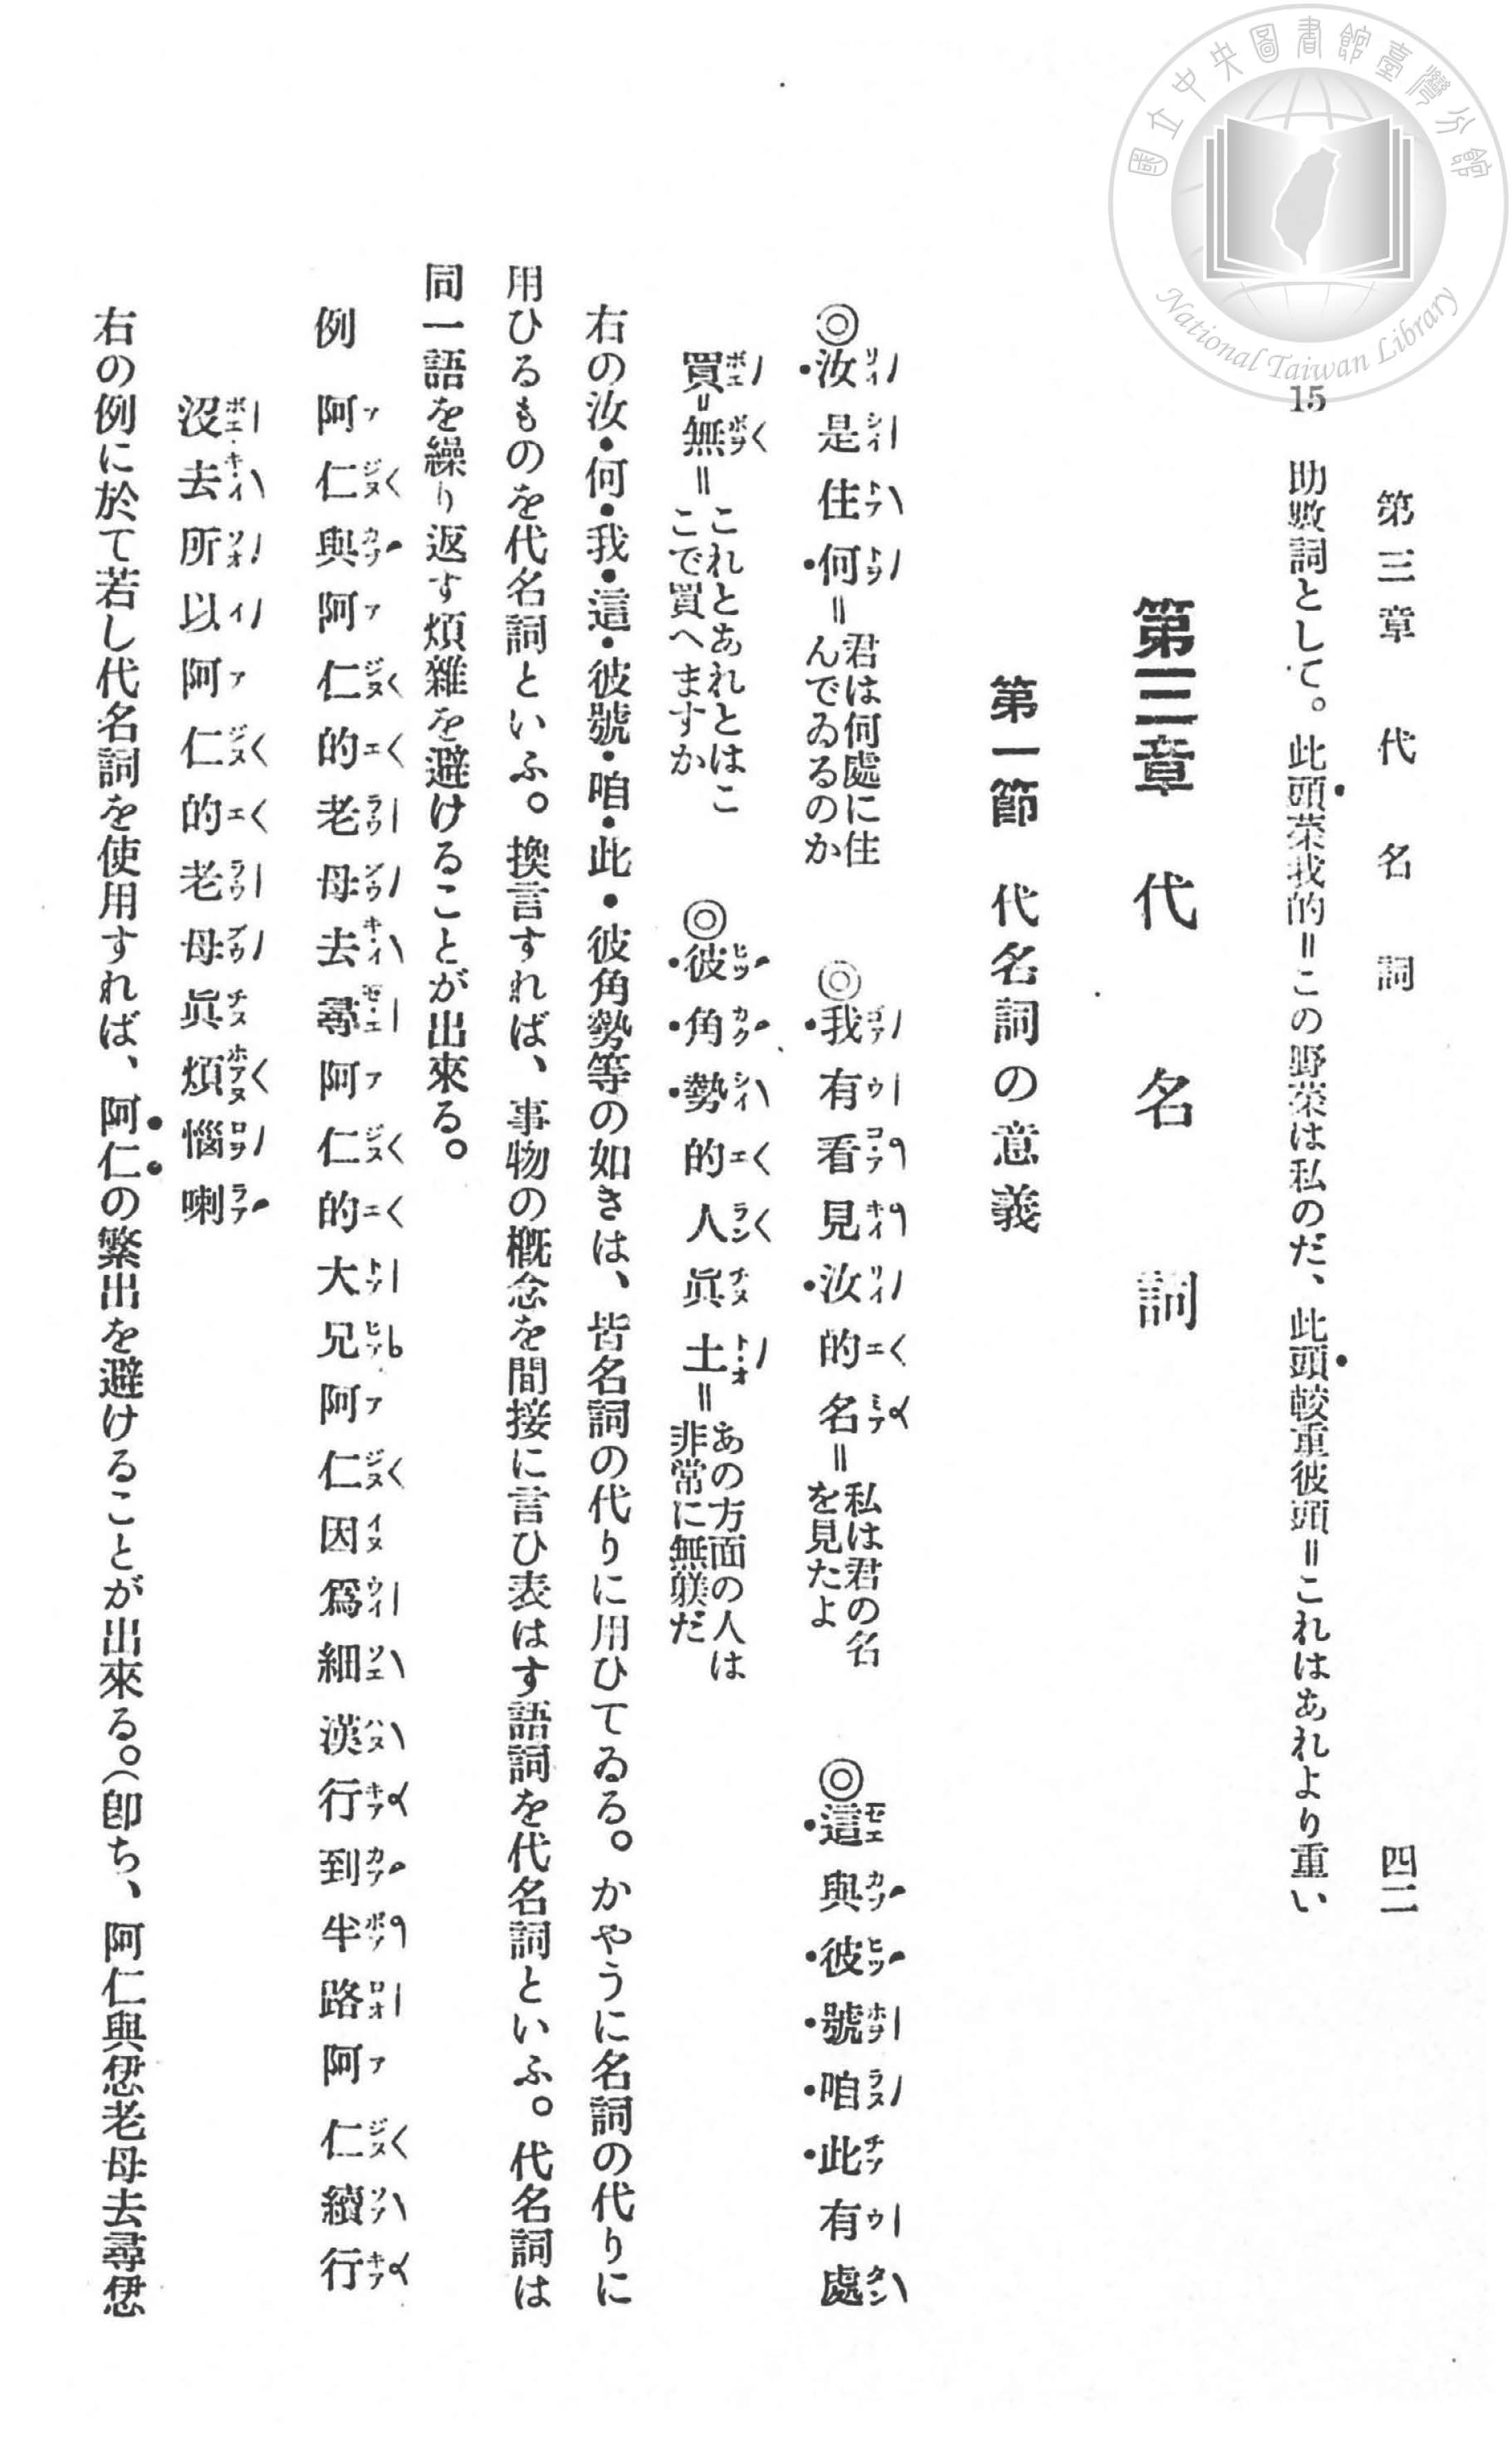 國立中央圖書館臺灣分館
National Taiwan Library
第三章 代名詞 四二
15 助數詞として。此頭菜我的＝この野菜は私のだ、此頭較重彼頭＝これはあれより重い
第三章 代名詞
第一節 代名詞の意義
◎汝是住何＝君は何處に住んでゐるのか ◎我有看見汝的名＝私は君の名を見たよ ◎這與彼號咱此有處
買無＝これとあれとはここで買へますか ◎彼角勢的人眞土＝あの方面の人は非常に無躾だ
右の汝・何・我・這・彼號・咱・此・彼角勢等の如きは、皆名詞の代りに用ひてゐる。かやうに名詞の代りに
用ひるものを代名詞といふ。換言すれば、事物の概念を間接に言ひ表はす語詞を代名詞といふ。代名詞は
同一語を繰り返す煩雜を避けることが出來る。
例 阿仁與阿仁的老母去尋阿仁的大兄阿仁因爲細漢行到半路阿仁續行
沒去所以阿仁的老母眞煩惱喇
右の例に於て若し代名詞を使用すれば、阿仁の繁出を避けることが出來る。（卽ち、阿仁與恁老母去尋恁